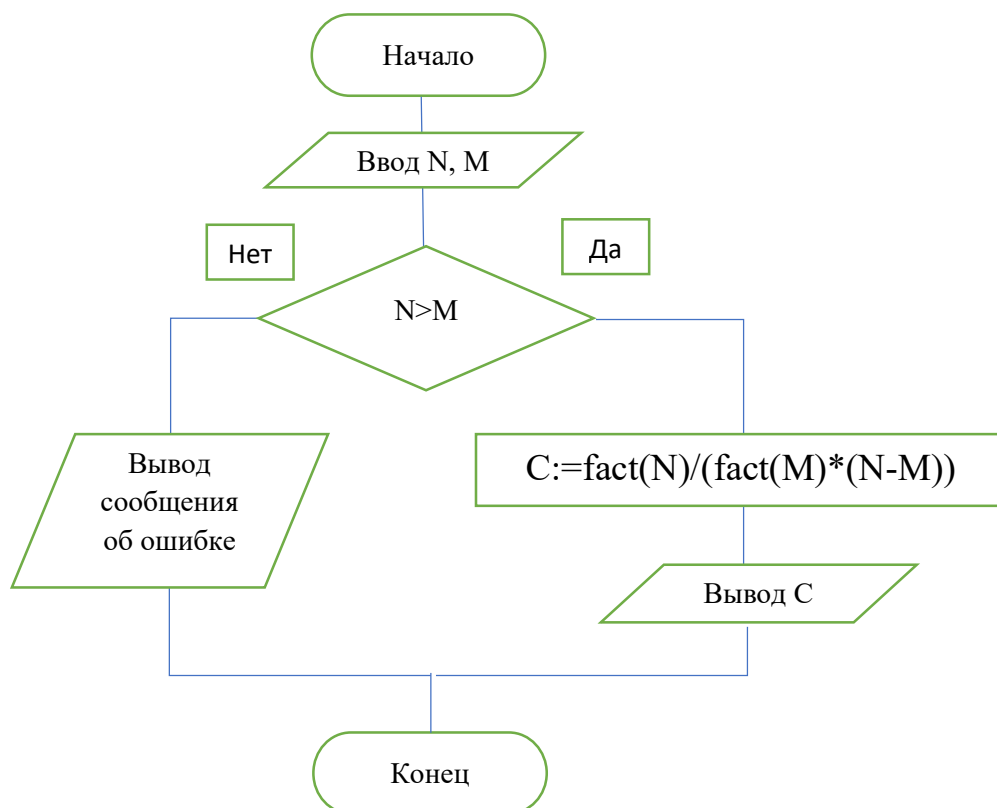 Начало
Ввод N, M
Нет
Да
N>M
Вывод
сообщения
об ошибке
C:=fact(N)/(fact(M)*(N-M))
Вывод C
Конец